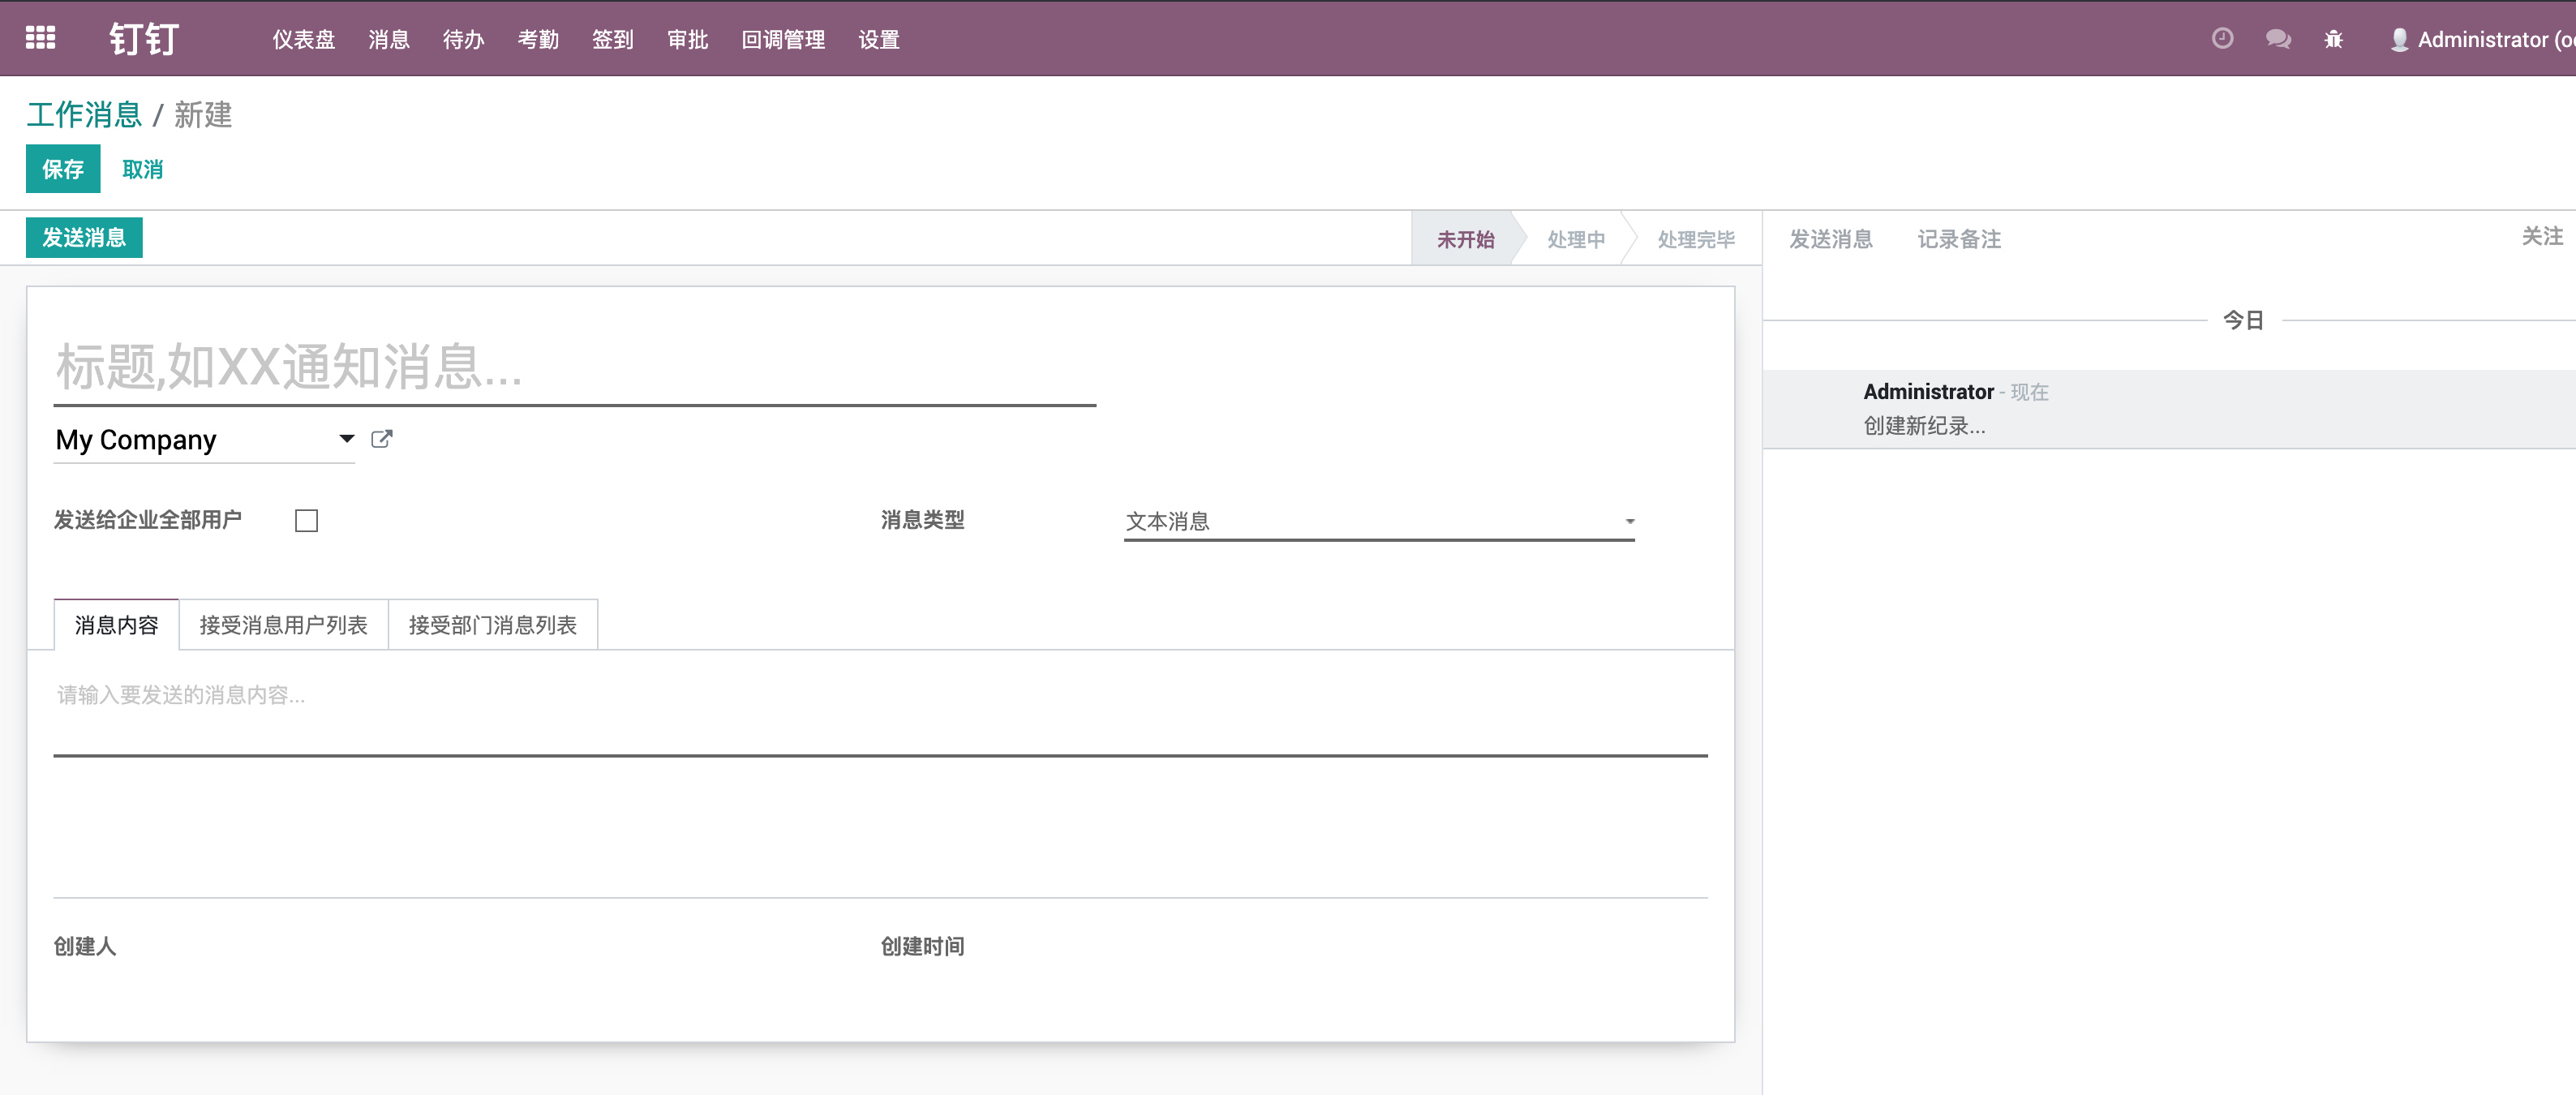 钉钉 仪表盘 消息 待办 考勤 签到 审批 回调管理 设置 Administrator (o
工作消息 / 新建
保存 取消
发送消息 未开始 处理中 处理完毕 发送消息 记录备注 关注
今日
标题,如XX通知消息...
Administrator - 现在
创建新纪录...
My Company
发送给企业全部用户 消息类型 文本消息
消息内容 接受消息用户列表 接受部门消息列表
请输入要发送的消息内容...
创建人 创建时间